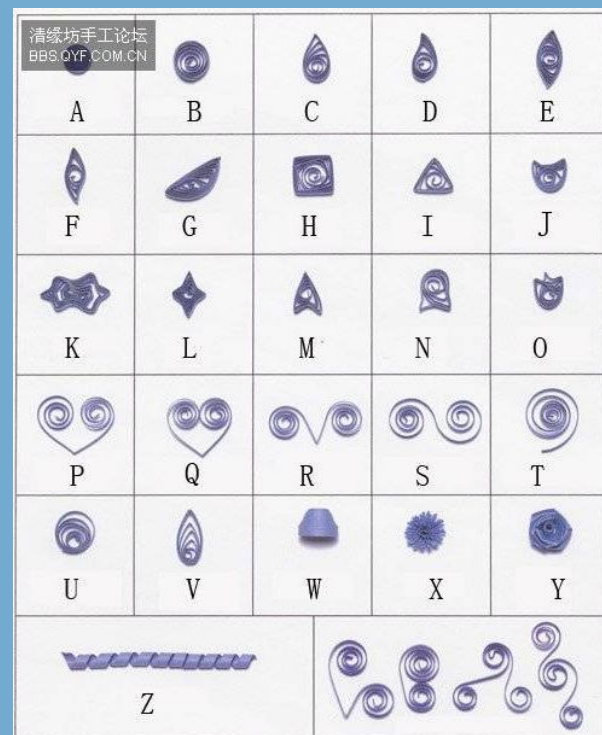 清缘坊手工论坛
BBS.QYF.COM.CN
A B C D E
F G H I J
K L M N O
P Q R S T
U V W X Y
Z